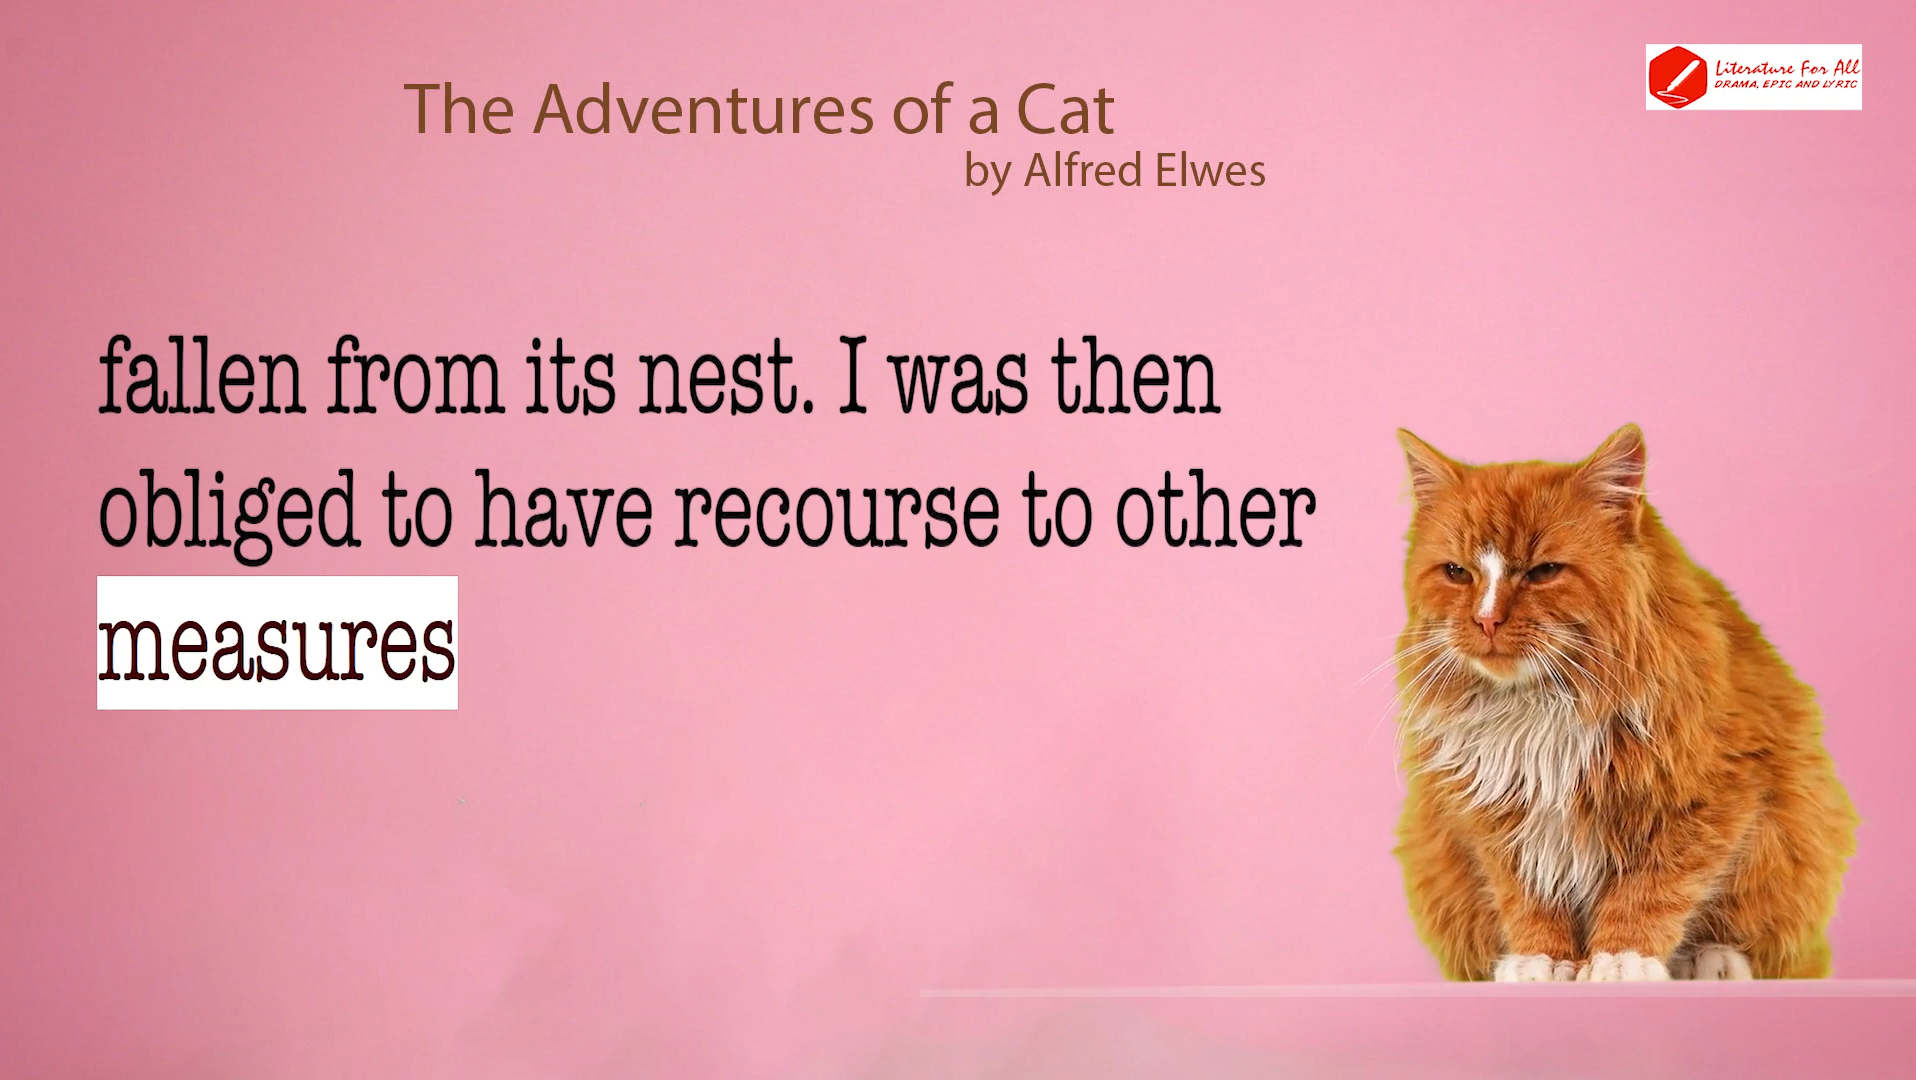 The Adventures of a Cat
by Alfred Elwes
Literature For All
DRAMA, EPIC AND LYRIC
fallen from its nest. I was then
obliged to have recourse to other
measures